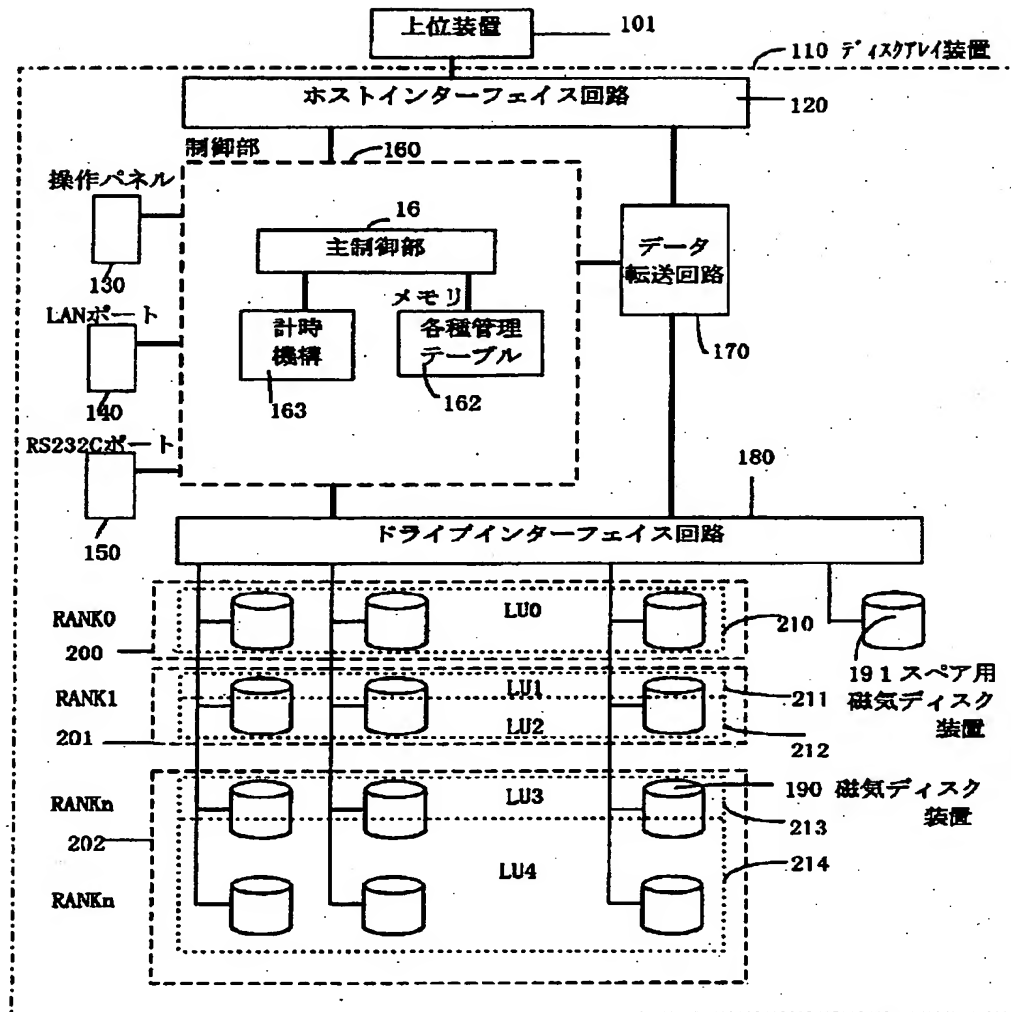 上位装置
101
110 ディスクアレイ装置
ホストインターフェイス回路
120
制御部
160
操作パネル
130
16
主制御部
データ
転送回路
170
LANポート
140
メモリ
計時
機構
163
各種管理
テーブル
162
RS232Cポート
150
180
ドライブインターフェイス回路
RANK0
200
LU0
210
191 スペア用
磁気ディスク
装置
RANK1
201
LU1
211
LU2
212
RANKn
202
LU3
190 磁気ディスク
装置
213
LU4
214
RANKn